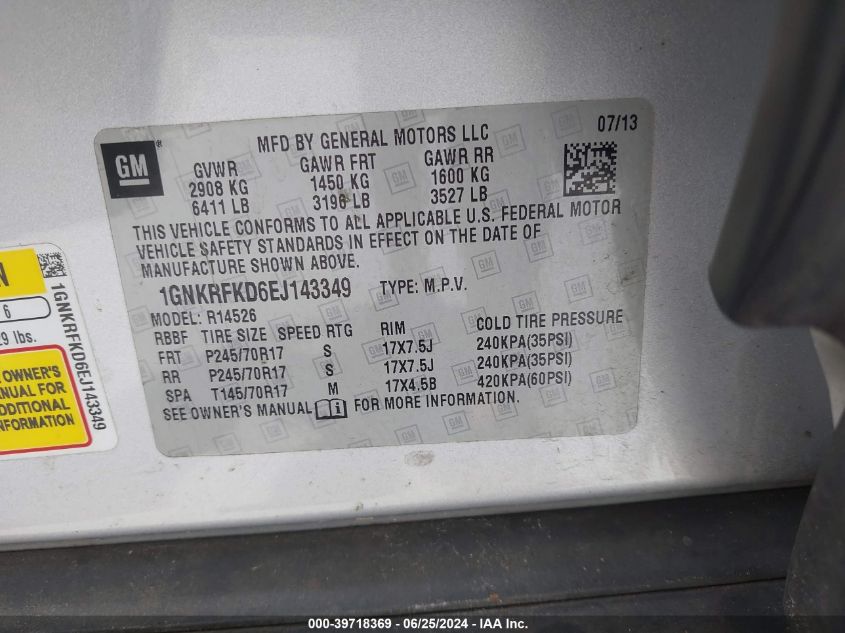 GM
MFD BY GENERAL MOTORS LLC
07/13
GVWR GAWR FRT GAWR RR
2908 KG 1450 KG 1600 KG
6411 LB 3196 LB 3527 LB
THIS VEHICLE CONFORMS TO ALL APPLICABLE U.S. FEDERAL MOTOR
VEHICLE SAFETY STANDARDS IN EFFECT ON THE DATE OF
MANUFACTURE SHOWN ABOVE.
1GNKRFKD6EJ143349 TYPE: M.P.V.
MODEL: R14526
RBBF TIRE SIZE SPEED RTG RIM COLD TIRE PRESSURE
FRT P245/70R17 S 17X7.5J 240KPA(35PSI)
RR P245/70R17 S 17X7.5J 240KPA(35PSI)
SPA T145/70R17 M 17X4.5B 420KPA(60PSI)
SEE OWNER'S MANUAL FOR MORE INFORMATION.
N
6
29 lbs.
OWNER'S
MANUAL FOR
ADDITIONAL
INFORMATION
1GNKRFKD6EJ143349
000-39718369 - 06/25/2024 - IAA Inc.